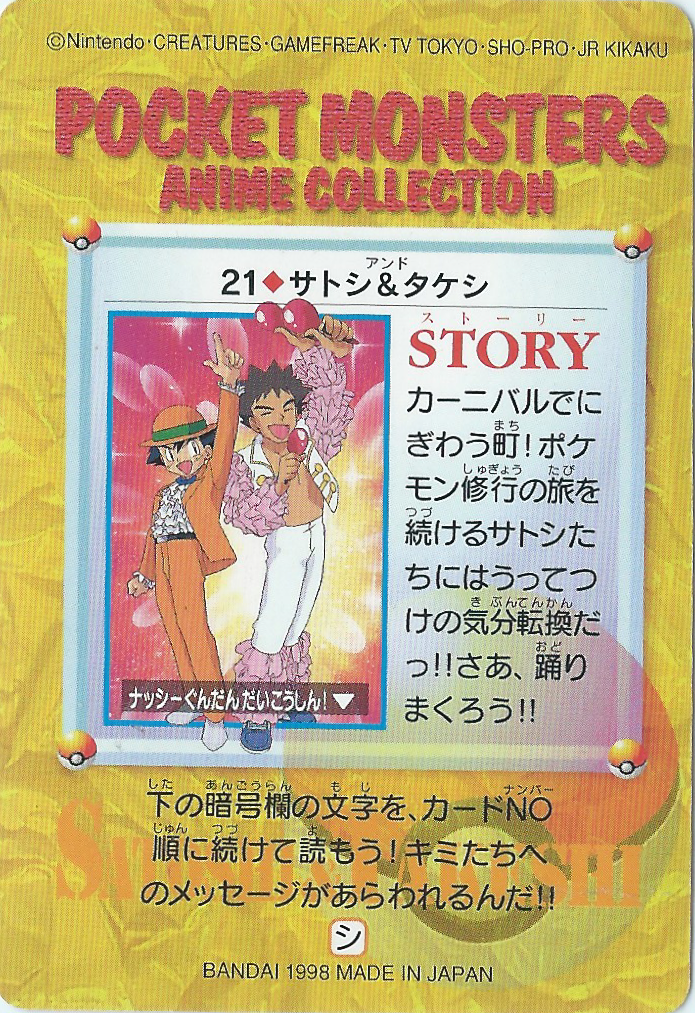 ©Nintendo·CREATURES·GAMEFREAK·TV TOKYO·SHO-PRO·JR KIKAKU
POCKET MONSTERS
ANIME COLLECTION
アンド
21◆サトシ&タケシ
ストーリー
STORY
カーニバルでに
まち
ぎわう町!ポケ
しゅぎょう たび
モン修行の旅を
つづ
続けるサトシた
ちにはうってつ
き ぶんてんかん
けの気分転換だ
おど
っ!!さあ、踊り
まくろう!!
ナッシーぐんだんだいこうしん!▼
した あんごうらん も じ ナンバー
下の暗号欄の文字を、カードNO
じゅん つづ よ
順に続けて読もう!キミたちへ
のメッセージがあらわれるんだ!!
シ
BANDAI 1998 MADE IN JAPAN